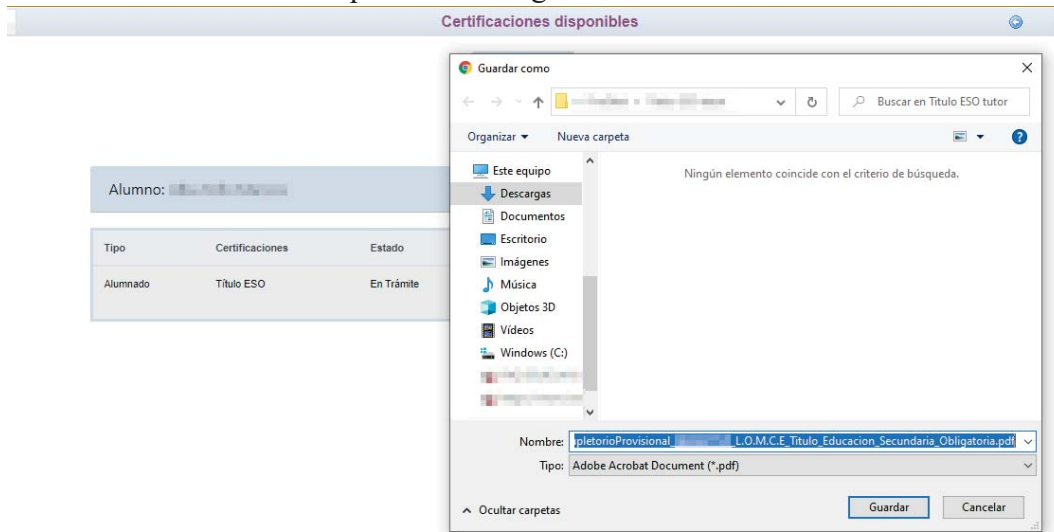 Certificaciones disponibles
Guardar como
Buscar en Titulo ESO tutor
Organizar
Nueva carpeta
Este equipo
Descargas
Documentos
Escritorio
Imágenes
Música
Objetos 3D
Vídeos
Windows (C:)
Ningún elemento coincide con el criterio de búsqueda.
Alumno:
Tipo Certificaciones Estado
Alumnado Título ESO En Trámite
Nombre: pletorioProvisional_ _L.O.M.C.E_Titulo_Educacion_Secundaria_Obligatoria.pdf
Tipo: Adobe Acrobat Document (*.pdf)
Ocultar carpetas
Guardar
Cancelar